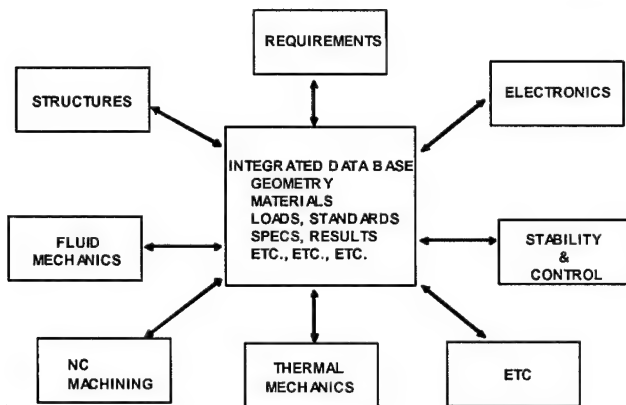 REQUIREMENTS
STRUCTURES
ELECTRONICS
INTEGRATED DATA BASE
GEOMETRY
MATERIALS
LOADS, STANDARDS
SPECS, RESULTS
ETC., ETC., ETC.
FLUID
MECHANICS
STABILITY
&
CONTROL
NC
MACHINING
THERMAL
MECHANICS
ETC